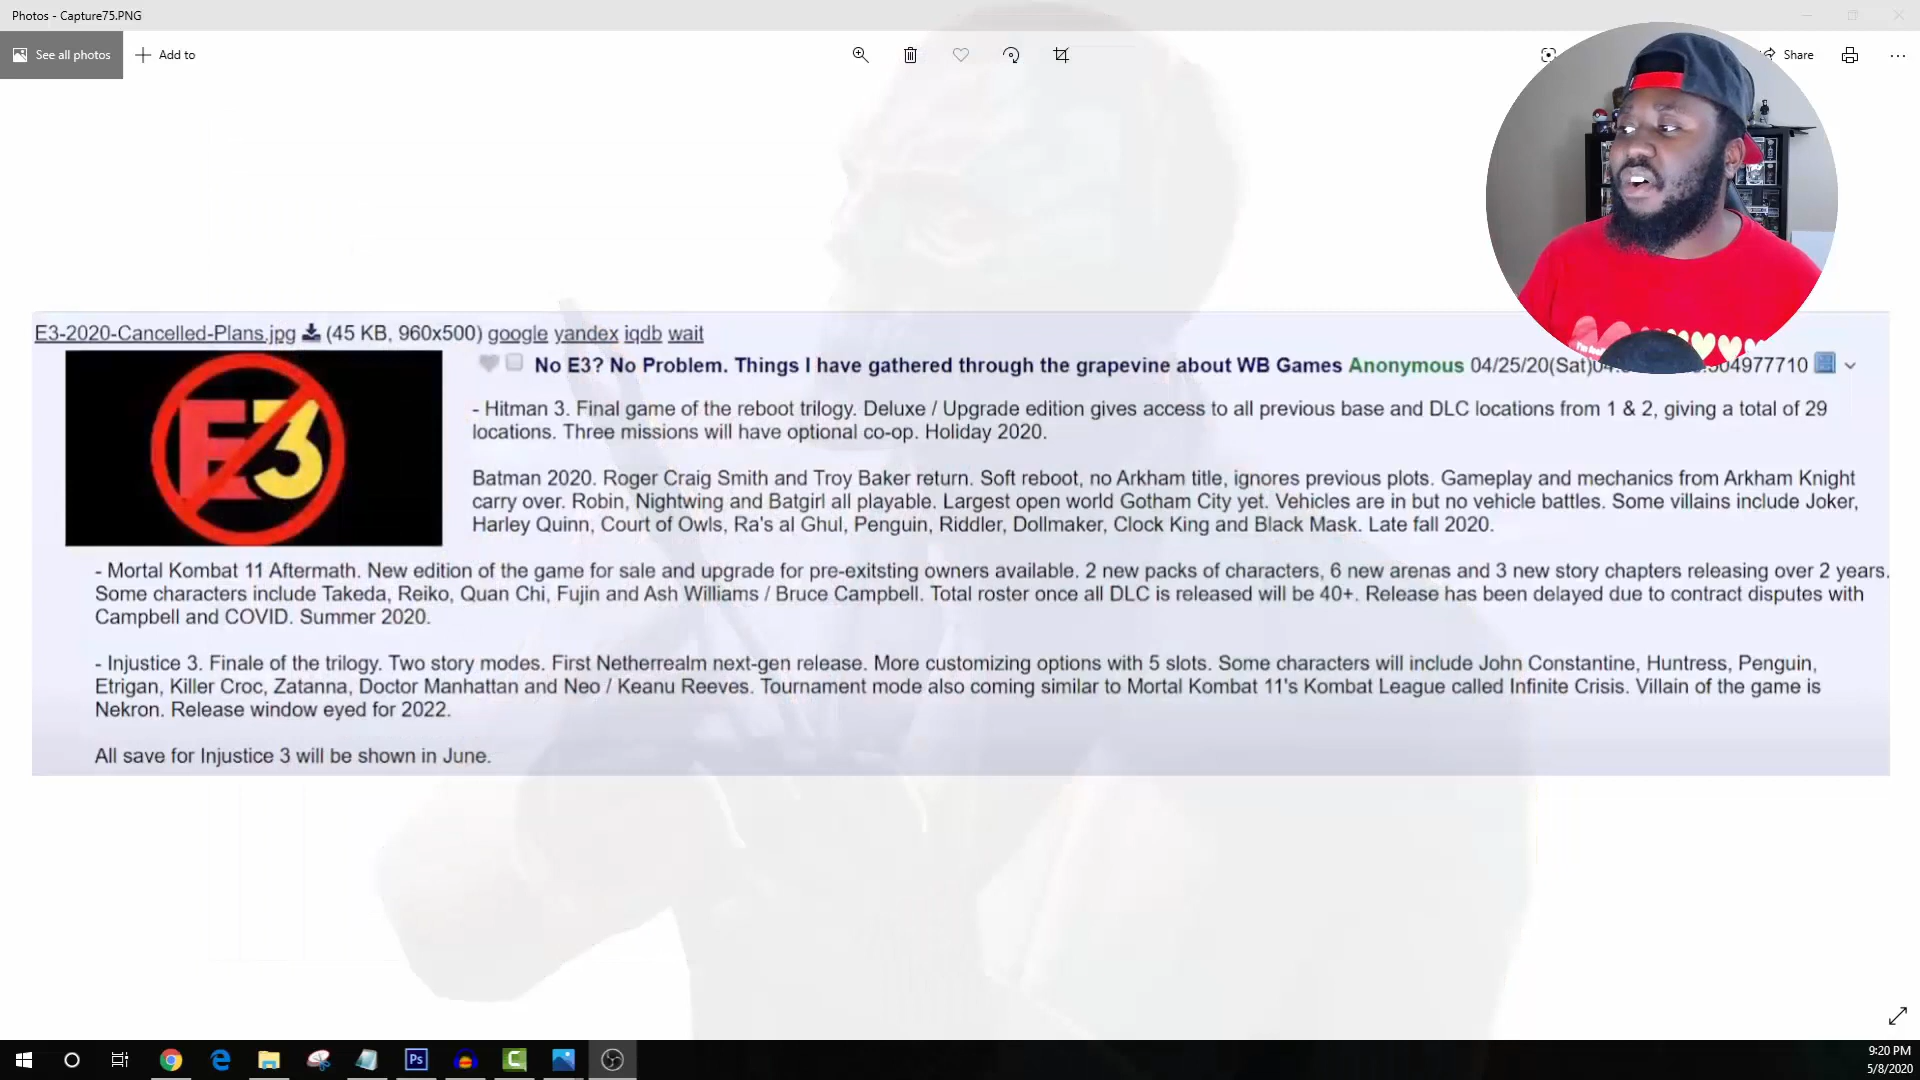 Photos - Capture75.PNG
See all photos
Add to
Share
E3-2020-Cancelled-Plans.jpg (45 KB, 960x500) google yandex iqdb wait
E3
No E3? No Problem. Things I have gathered through the grapevine about WB Games Anonymous 04/25/20(Sat)04977710
- Hitman 3. Final game of the reboot trilogy. Deluxe / Upgrade edition gives access to all previous base and DLC locations from 1 & 2, giving a total of 29
locations. Three missions will have optional co-op. Holiday 2020.
Batman 2020. Roger Craig Smith and Troy Baker return. Soft reboot, no Arkham title, ignores previous plots. Gameplay and mechanics from Arkham Knight
carry over. Robin, Nightwing and Batgirl all playable. Largest open world Gotham City yet. Vehicles are in but no vehicle battles. Some villains include Joker,
Harley Quinn, Court of Owls, Ra's al Ghul, Penguin, Riddler, Dollmaker, Clock King and Black Mask. Late fall 2020.
- Mortal Kombat 11 Aftermath. New edition of the game for sale and upgrade for pre-exitsting owners available. 2 new packs of characters, 6 new arenas and 3 new story chapters releasing over 2 years.
Some characters include Takeda, Reiko, Quan Chi, Fujin and Ash Williams / Bruce Campbell. Total roster once all DLC is released will be 40+. Release has been delayed due to contract disputes with
Campbell and COVID. Summer 2020.
- Injustice 3. Finale of the trilogy. Two story modes. First Netherrealm next-gen release. More customizing options with 5 slots. Some characters will include John Constantine, Huntress, Penguin,
Etrigan, Killer Croc, Zatanna, Doctor Manhattan and Neo / Keanu Reeves. Tournament mode also coming similar to Mortal Kombat 11's Kombat League called Infinite Crisis. Villain of the game is
Nekron. Release window eyed for 2022.
All save for Injustice 3 will be shown in June.
Ps
9:20 PM
5/8/2020